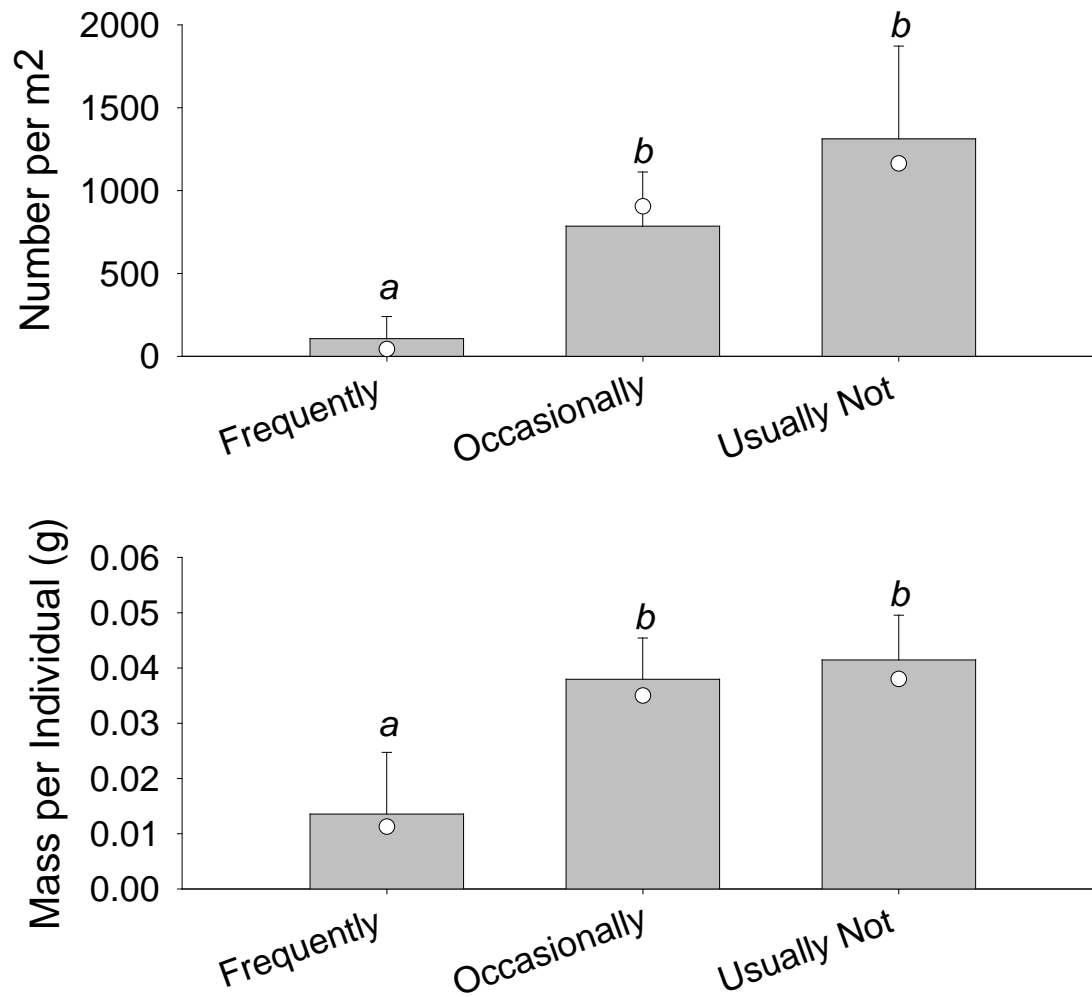 Number per m2
2000
1500
1000
500
0
a
b
b
Frequently
Occasionally
Usually Not
Mass per Individual (g)
0.06
0.05
0.04
0.03
0.02
0.01
0.00
a
b
b
Frequently
Occasionally
Usually Not